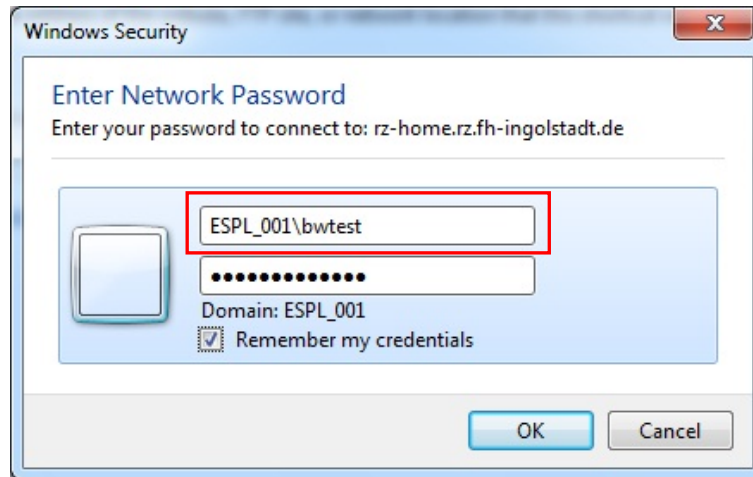 Windows Security
Enter Network Password
Enter your password to connect to: rz-home.rz.fh-ingolstadt.de
ESPL_001\bwtest
●●●●●●●●●●●●●
Domain: ESPL_001
Remember my credentials
OK
Cancel